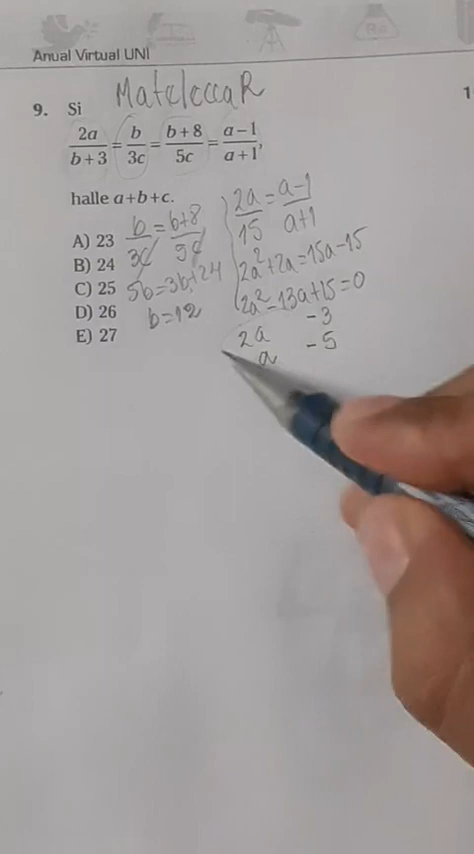 Anual Virtual UNI
MateleccaR
1
9. Si
2a/(b+3) = b/3c = (b+8)/5c = (a−1)/(a+1),
halle a+b+c.
A) 23
B) 24
C) 25
D) 26
E) 27
b/3c = b+8/5c
5b=3b+24
b=12
2a/15 = a-1/a+1
2a²+2a=15a-15
2a²-13a+15=0
2a -3
a -5